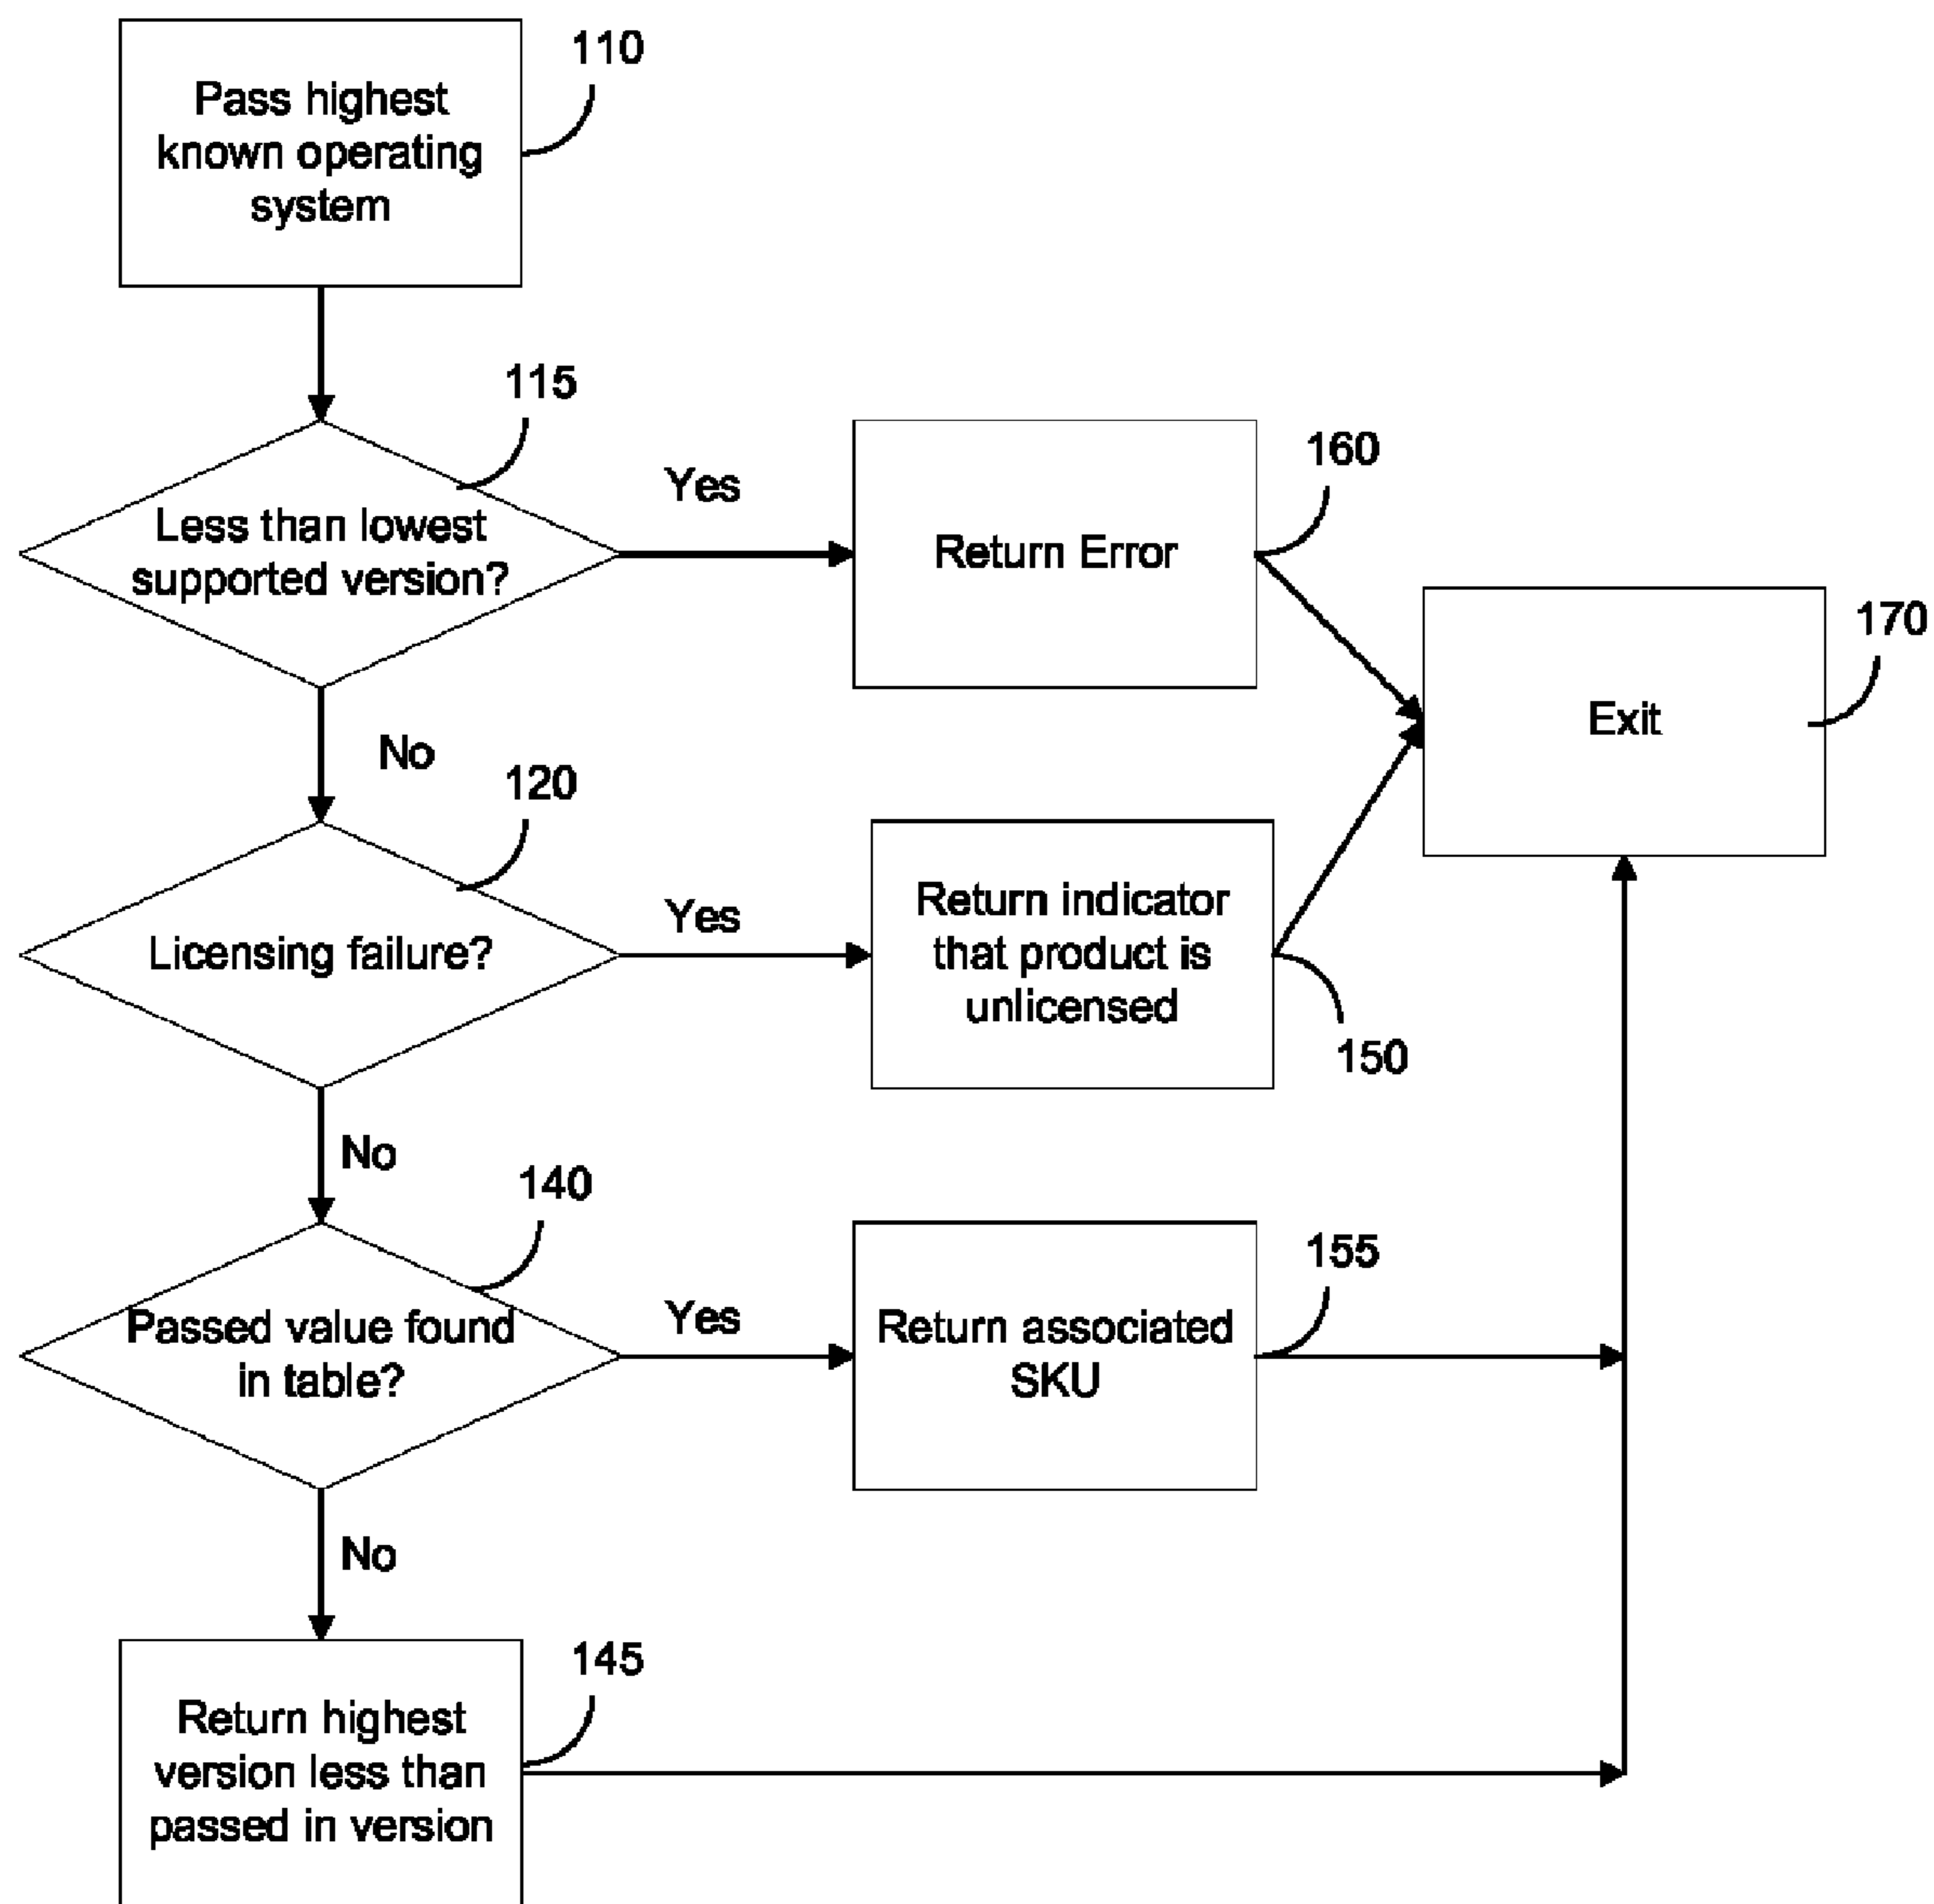 110
Pass highest
known operating
system
115
Less than lowest
supported version?
Yes
Return Error
160
170
Exit
No
120
Licensing failure?
Yes
Return indicator
that product is
unlicensed
150
No
140
Passed value found
in table?
Yes
Return associated
SKU
155
No
145
Return highest
version less than
passed in version